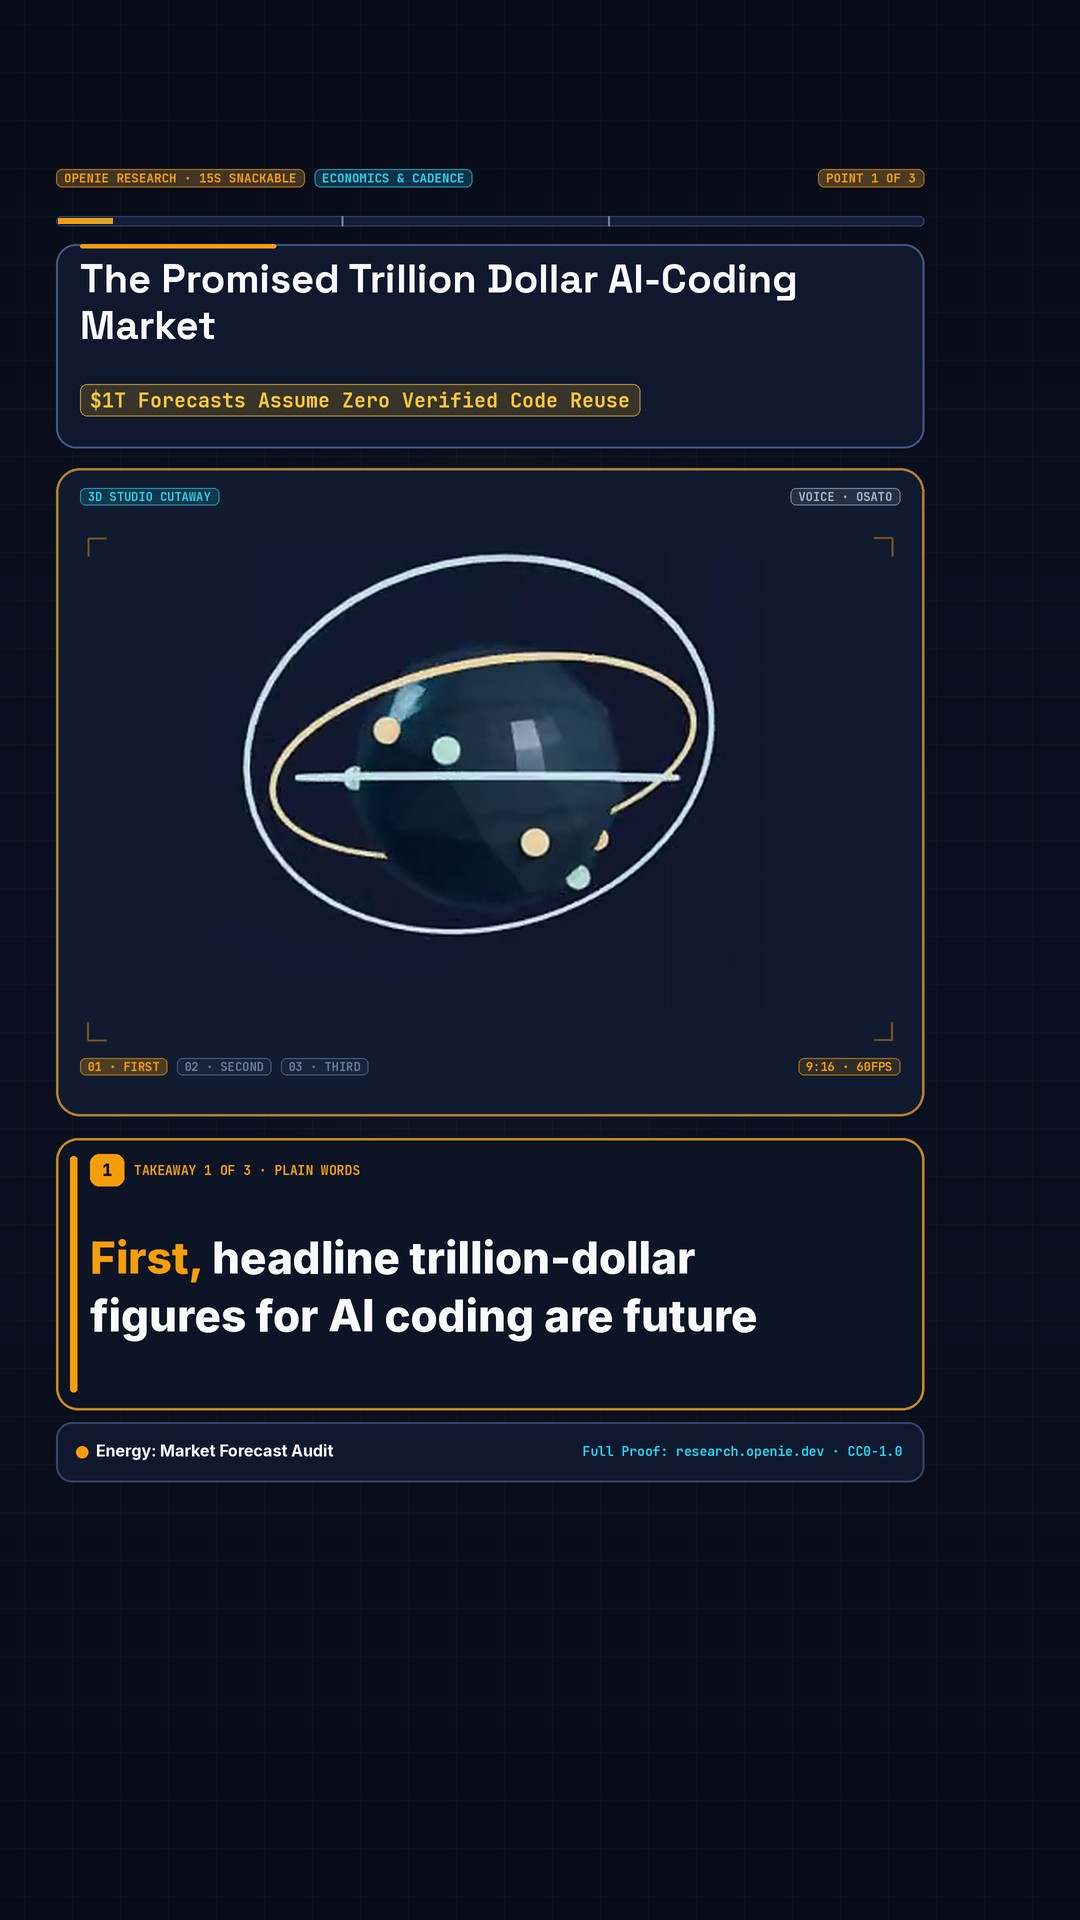 OPENIE RESEARCH · 15S SNACKABLE
ECONOMICS & CADENCE
POINT 1 OF 3
The Promised Trillion Dollar AI-Coding
Market
$1T Forecasts Assume Zero Verified Code Reuse
3D STUDIO CUTAWAY
VOICE · OSATO
01 · FIRST
02 · SECOND
03 · THIRD
9:16 · 60FPS
1
TAKEAWAY 1 OF 3 · PLAIN WORDS
First, headline trillion-dollar
figures for AI coding are future
Energy: Market Forecast Audit
Full Proof: research.openie.dev · CC0-1.0